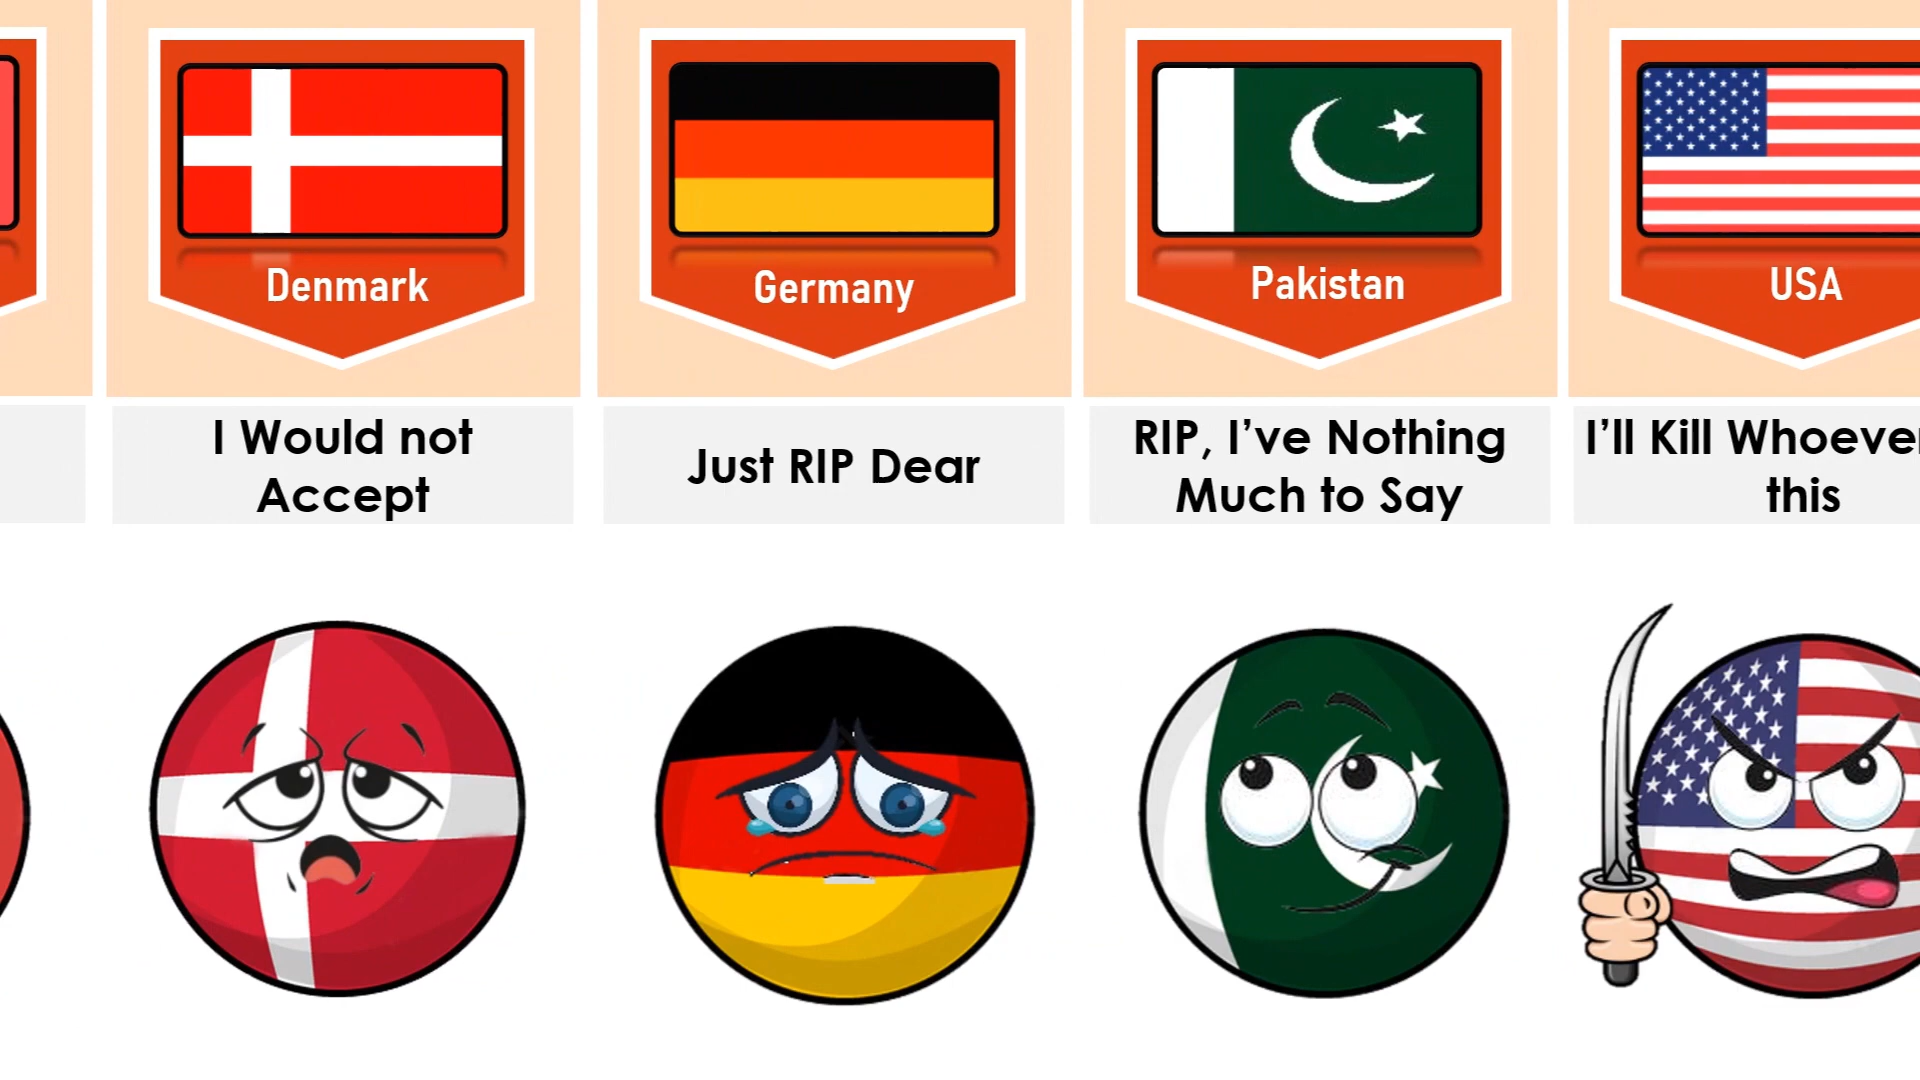 Denmark
Germany
Pakistan
USA
I Would not
Accept
Just RIP Dear
RIP, I’ve Nothing
Much to Say
I’ll Kill
this